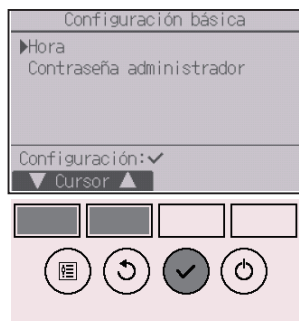 Configuración básica
▶Hora
Contraseña administrador
Configuración:✓
▼ Cursor ▲